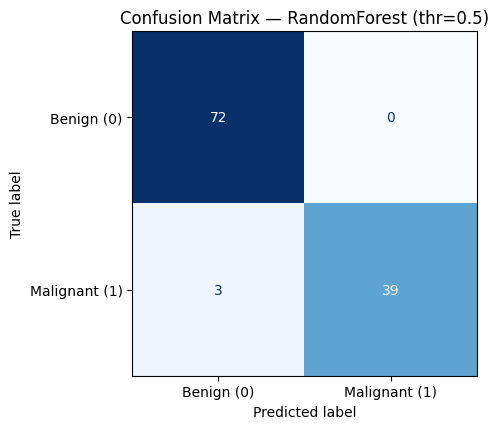 Confusion Matrix — RandomForest (thr=0.5)
True label
Benign (0)
72
0
Malignant (1)
3
39
Benign (0)
Malignant (1)
Predicted label